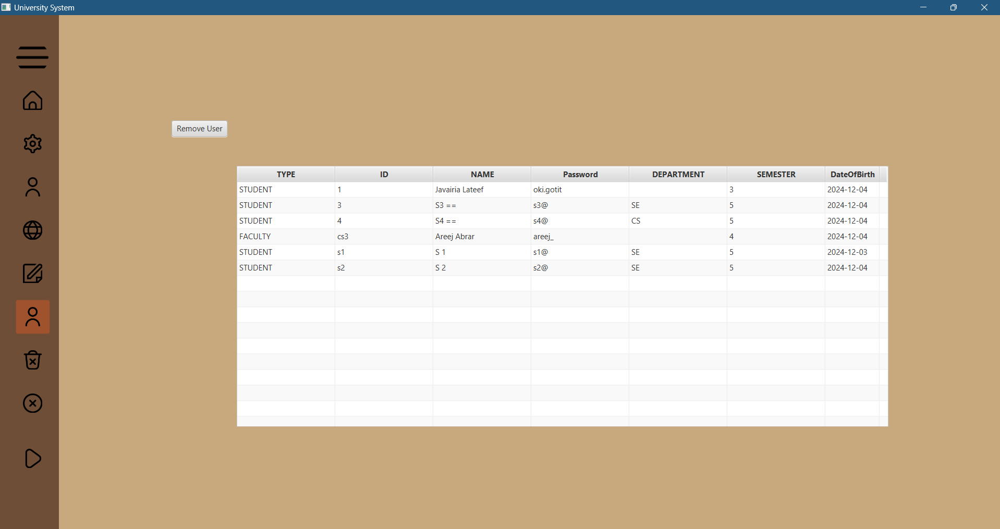 University System
Remove User
TYPE ID NAME Password DEPARTMENT SEMESTER DateOfBirth
STUDENT 1 Javairia Lateef oki.gotit 3 2024-12-04
STUDENT 3 S3 == s3@ SE 5 2024-12-04
STUDENT 4 S4 == s4@ CS 5 2024-12-04
FACULTY cs3 Areej Abrar areej_ 4 2024-12-04
STUDENT s1 S 1 s1@ SE 5 2024-12-03
STUDENT s2 S 2 s2@ SE 5 2024-12-04